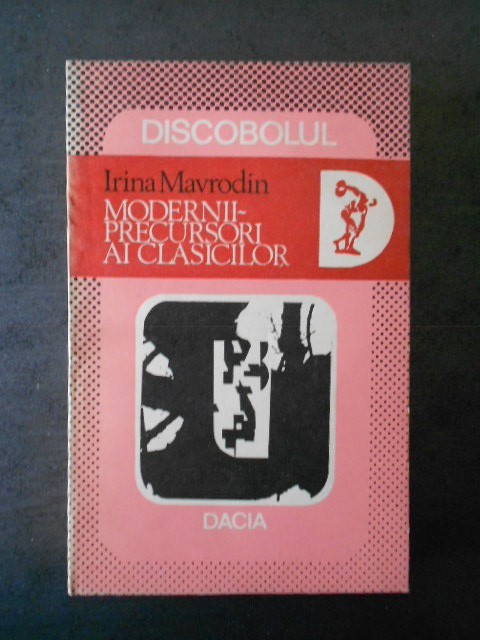 DISCOBOLUL
Irina Mavrodin
MODERNII-
PRECURSORI
AI CLASICILOR
DACIA